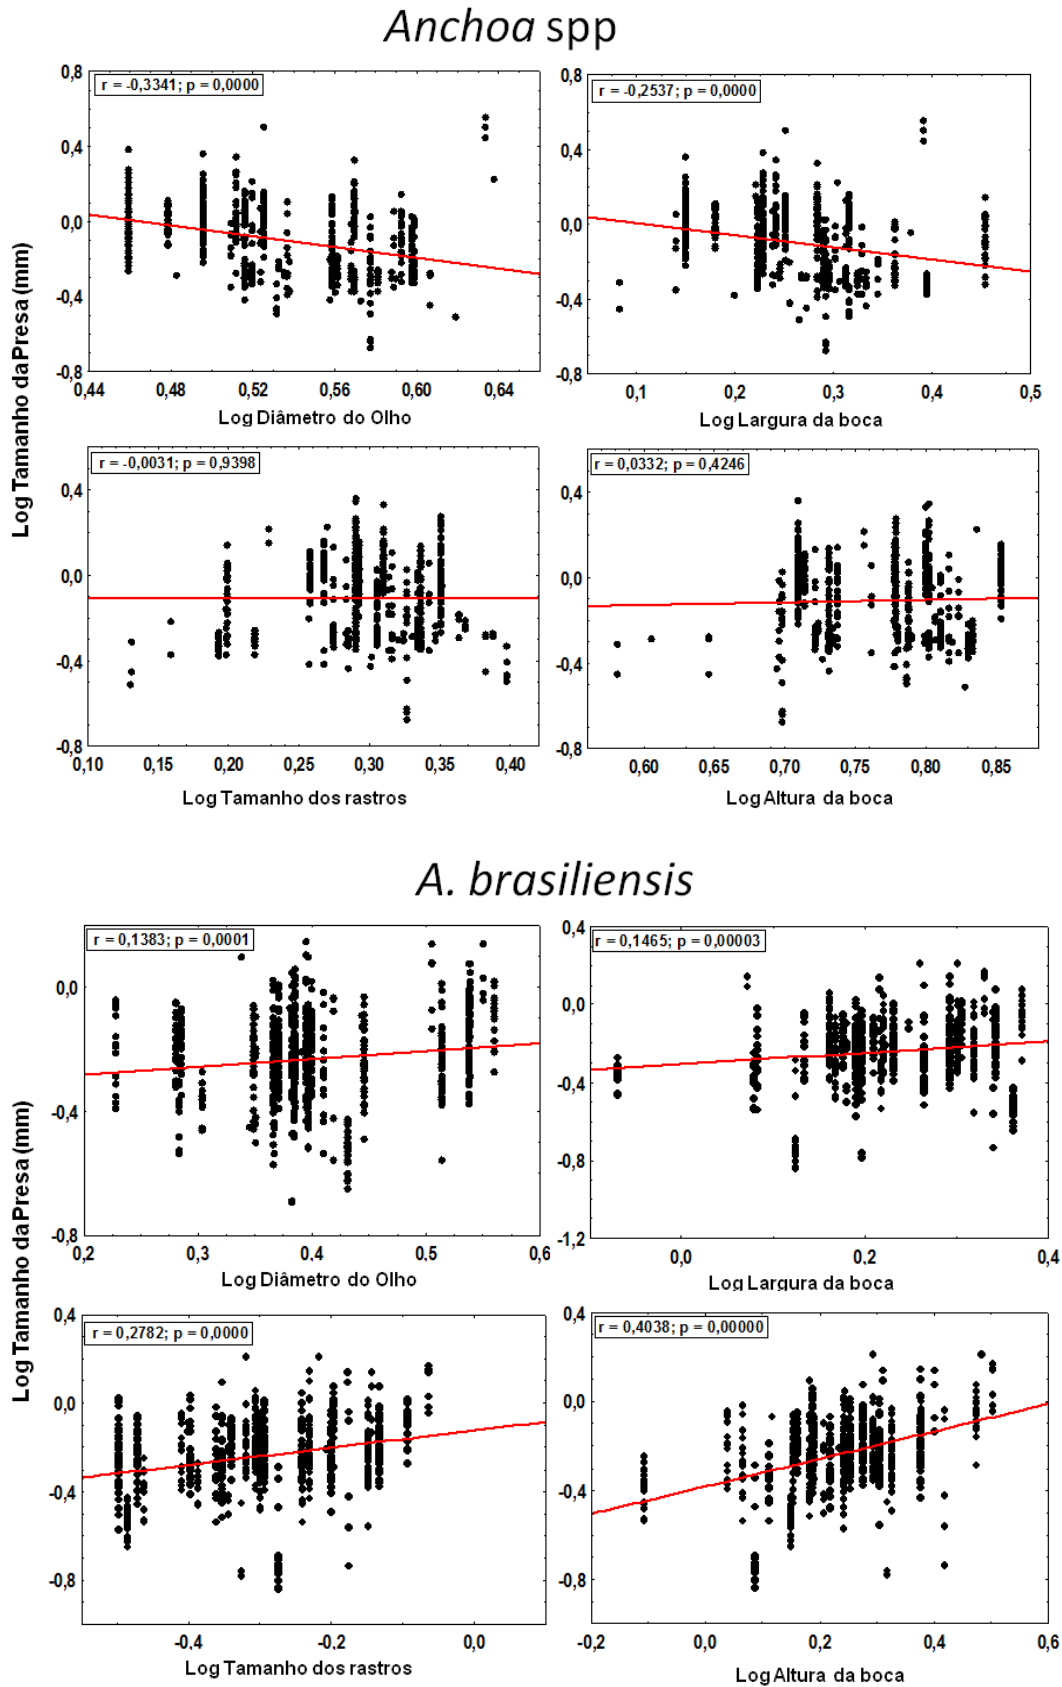 Anchoa spp
r = -0,3341; p = 0,0000
r = -0,2537; p = 0,0000
0,8
0,4
0,0
-0,4
-0,8
0,44 0,48 0,52 0,56 0,60 0,64
Log Diâmetro do Olho
0,8
0,4
0,0
-0,4
-0,8
0,1 0,2 0,3 0,4 0,5
Log Largura da boca
Log Tamanho da Presa (mm)
r = -0,0031; p = 0,9398
r = 0,0332; p = 0,4246
0,4
0,0
-0,4
-0,8
0,10 0,20 0,25 0,30 0,35 0,40
Log Tamanho dos rastros
0,4
0,0
-0,4
-0,8
0,60 0,65 0,70 0,75 0,80 0,85
Log Altura da boca
A. brasiliensis
r = 0,1383; p = 0,0001
r = 0,1465; p = 0,00003
0,0
-0,4
-0,8
0,2 0,3 0,4 0,5 0,6
Log Diâmetro do Olho
0,4
0,0
-0,4
-0,8
-1,2
0,0 0,2 0,4
Log Largura da boca
Log Tamanho da Presa (mm)
r = 0,2782; p = 0,0000
r = 0,4038; p = 0,00000
0,4
0,0
-0,4
-0,8
-0,4 -0,2 0,0
Log Tamanho dos rastros
0,4
0,0
-0,4
-0,8
-0,2 0,0 0,2 0,4 0,6
Log Altura da boca